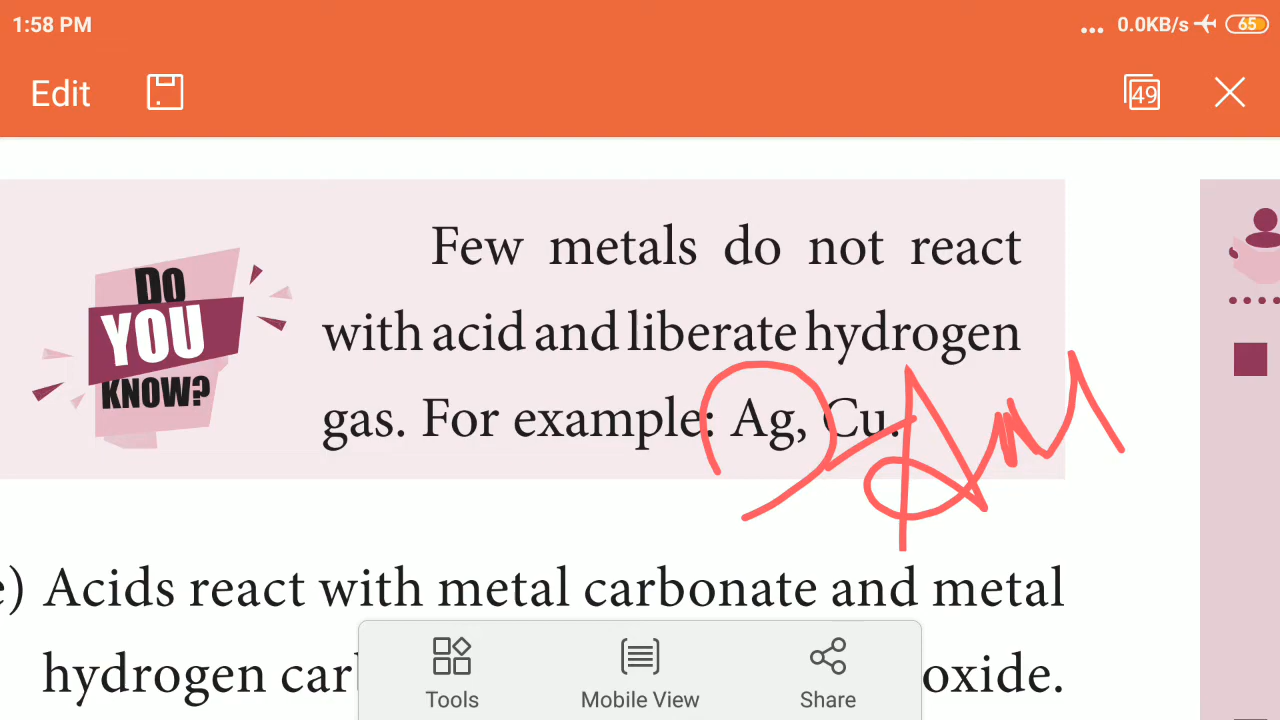 1:58 PM ... 0.0KB/s 65
Edit 49
DO
YOU
KNOW?
Few metals do not react
with acid and liberate hydrogen
gas. For example: Ag, Cu.
e) Acids react with metal carbonate and metal
hydrogen car oxide.
Tools Mobile View Share